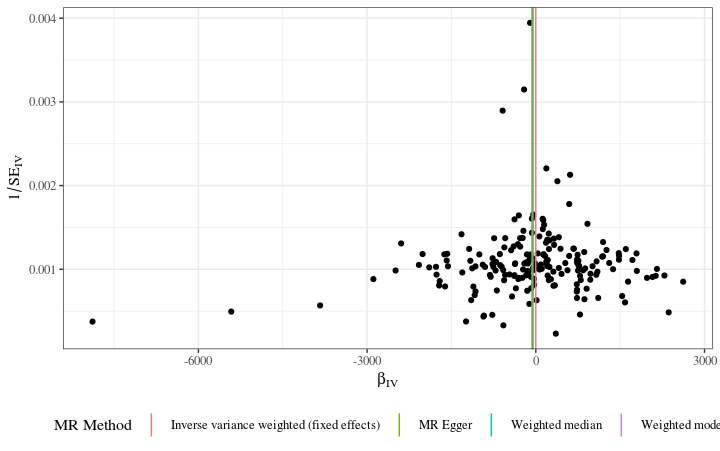 0.004
0.003
0.002
0.001
1/SE_IV
-6000 -3000 0 3000
β_IV
MR Method Inverse variance weighted (fixed effects) MR Egger Weighted median Weighted mode